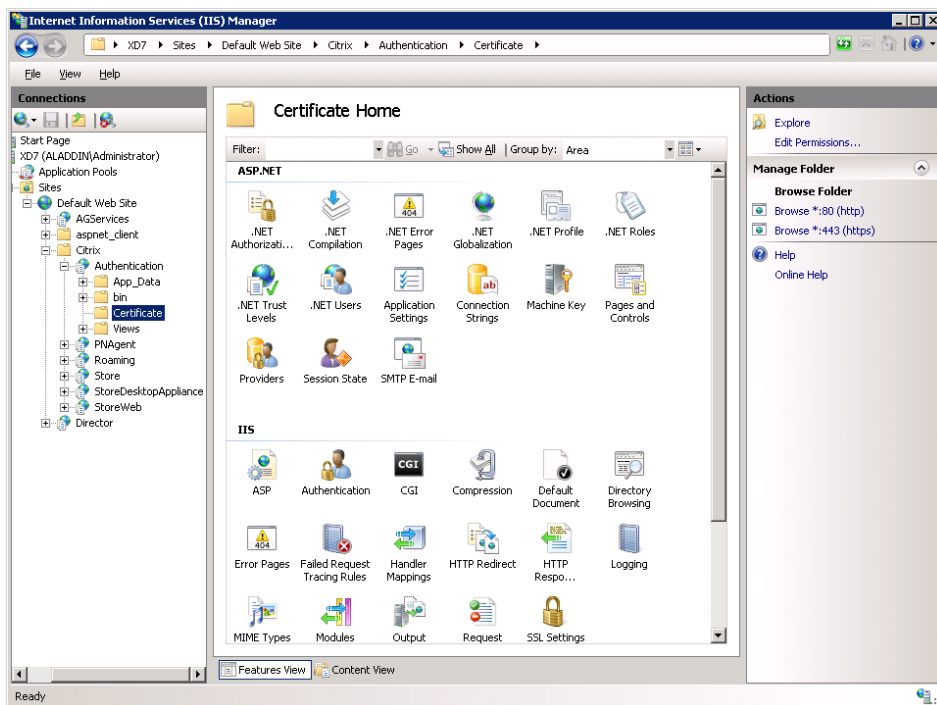 Internet Information Services (IIS) Manager
XD7 Sites Default Web Site Citrix Authentication Certificate
File View Help
Connections
Start Page
XD7 (ALADDIN\Administrator)
Application Pools
Sites
Default Web Site
AGServices
aspnet_client
Citrix
Authentication
App_Data
bin
Certificate
Views
PNAgent
Roaming
Store
StoreDesktopAppliance
StoreWeb
Director
Certificate Home
Filter: Go Show All Group by: Area
ASP.NET
.NET Authorizati...
.NET Compilation
404
.NET Error Pages
.NET Globalization
.NET Profile
.NET Roles
.NET Trust Levels
.NET Users
Application Settings
ab
Connection Strings
Machine Key
Pages and Controls
Providers
Session State
SMTP E-mail
IIS
ASP
Authentication
CGI
CGI
Compression
Default Document
Directory Browsing
404
Error Pages
Failed Request Tracing Rules
Handler Mappings
HTTP Redirect
HTTP Respo...
Logging
MIME Types
Modules
Output
Request
SSL Settings
Features View Content View
Actions
Explore
Edit Permissions...
Manage Folder
Browse Folder
Browse *:80 (http)
Browse *:443 (https)
Help
Online Help
Ready